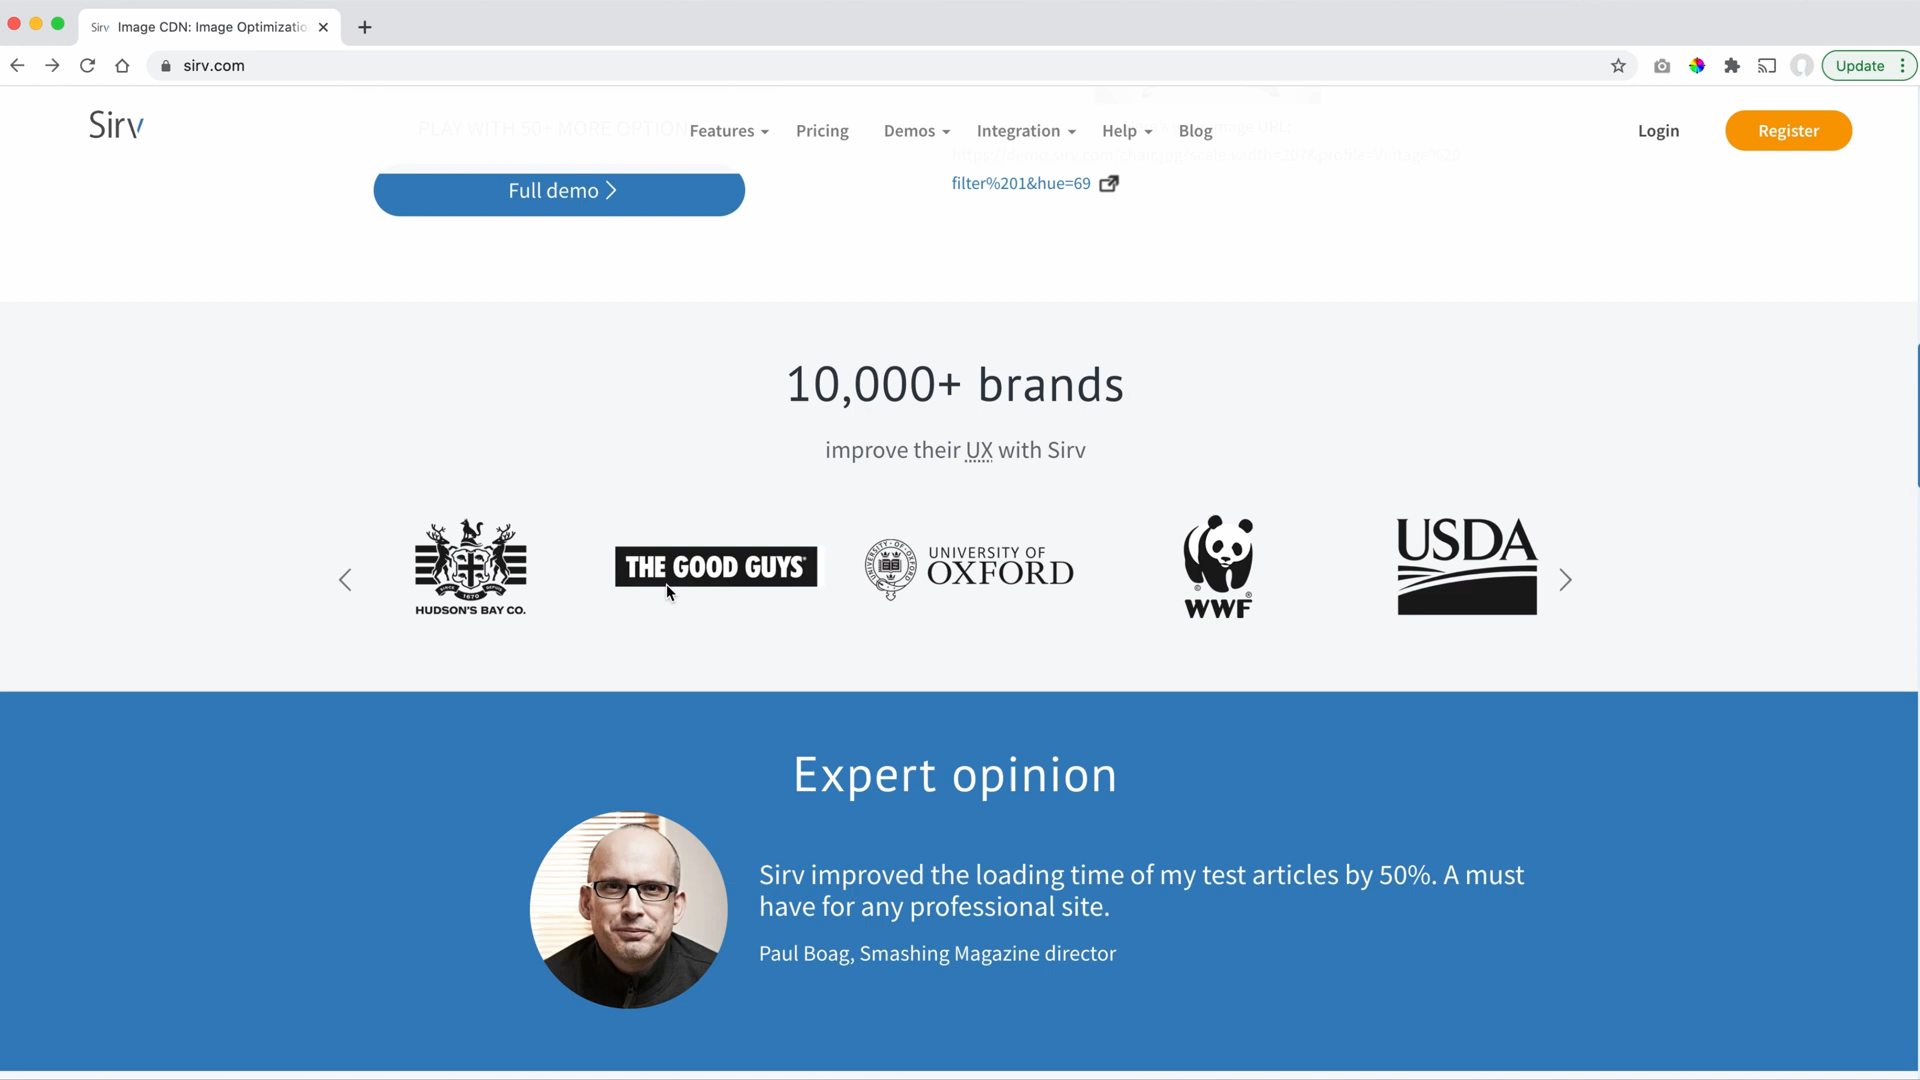 Sirv Image CDN: Image Optimizatio
sirv.com
Update
Sirv
PLAY WITH 50+ MORE OPTION
Features
Pricing
Demos
Integration
Help
Blog
Login
Register
Full demo
filter%201&hue=69
10,000+ brands
improve their UX with Sirv
HUDSON'S BAY CO.
THE GOOD GUYS
UNIVERSITY OF
OXFORD
WWF
USDA
Expert opinion
Sirv improved the loading time of my test articles by 50%. A must
have for any professional site.
Paul Boag, Smashing Magazine director